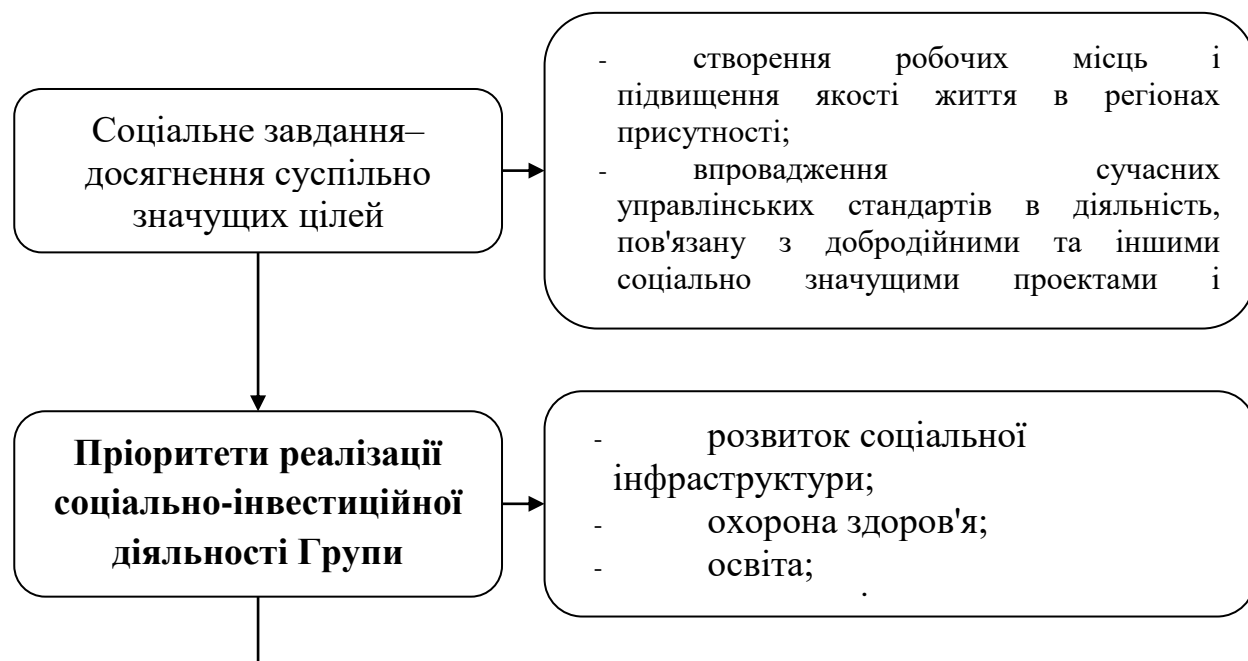 Соціальне завдання–
досягнення суспільно
значущих цілей
- створення робочих місць і
підвищення якості життя в регіонах
присутності;
- впровадження сучасних
управлінських стандартів в діяльність,
пов'язану з добродійними та іншими
соціально значущими проектами і
Пріоритети реалізації
соціально-інвестиційної
діяльності Групи
- розвиток соціальної
інфраструктури;
- охорона здоров'я;
- освіта;
.